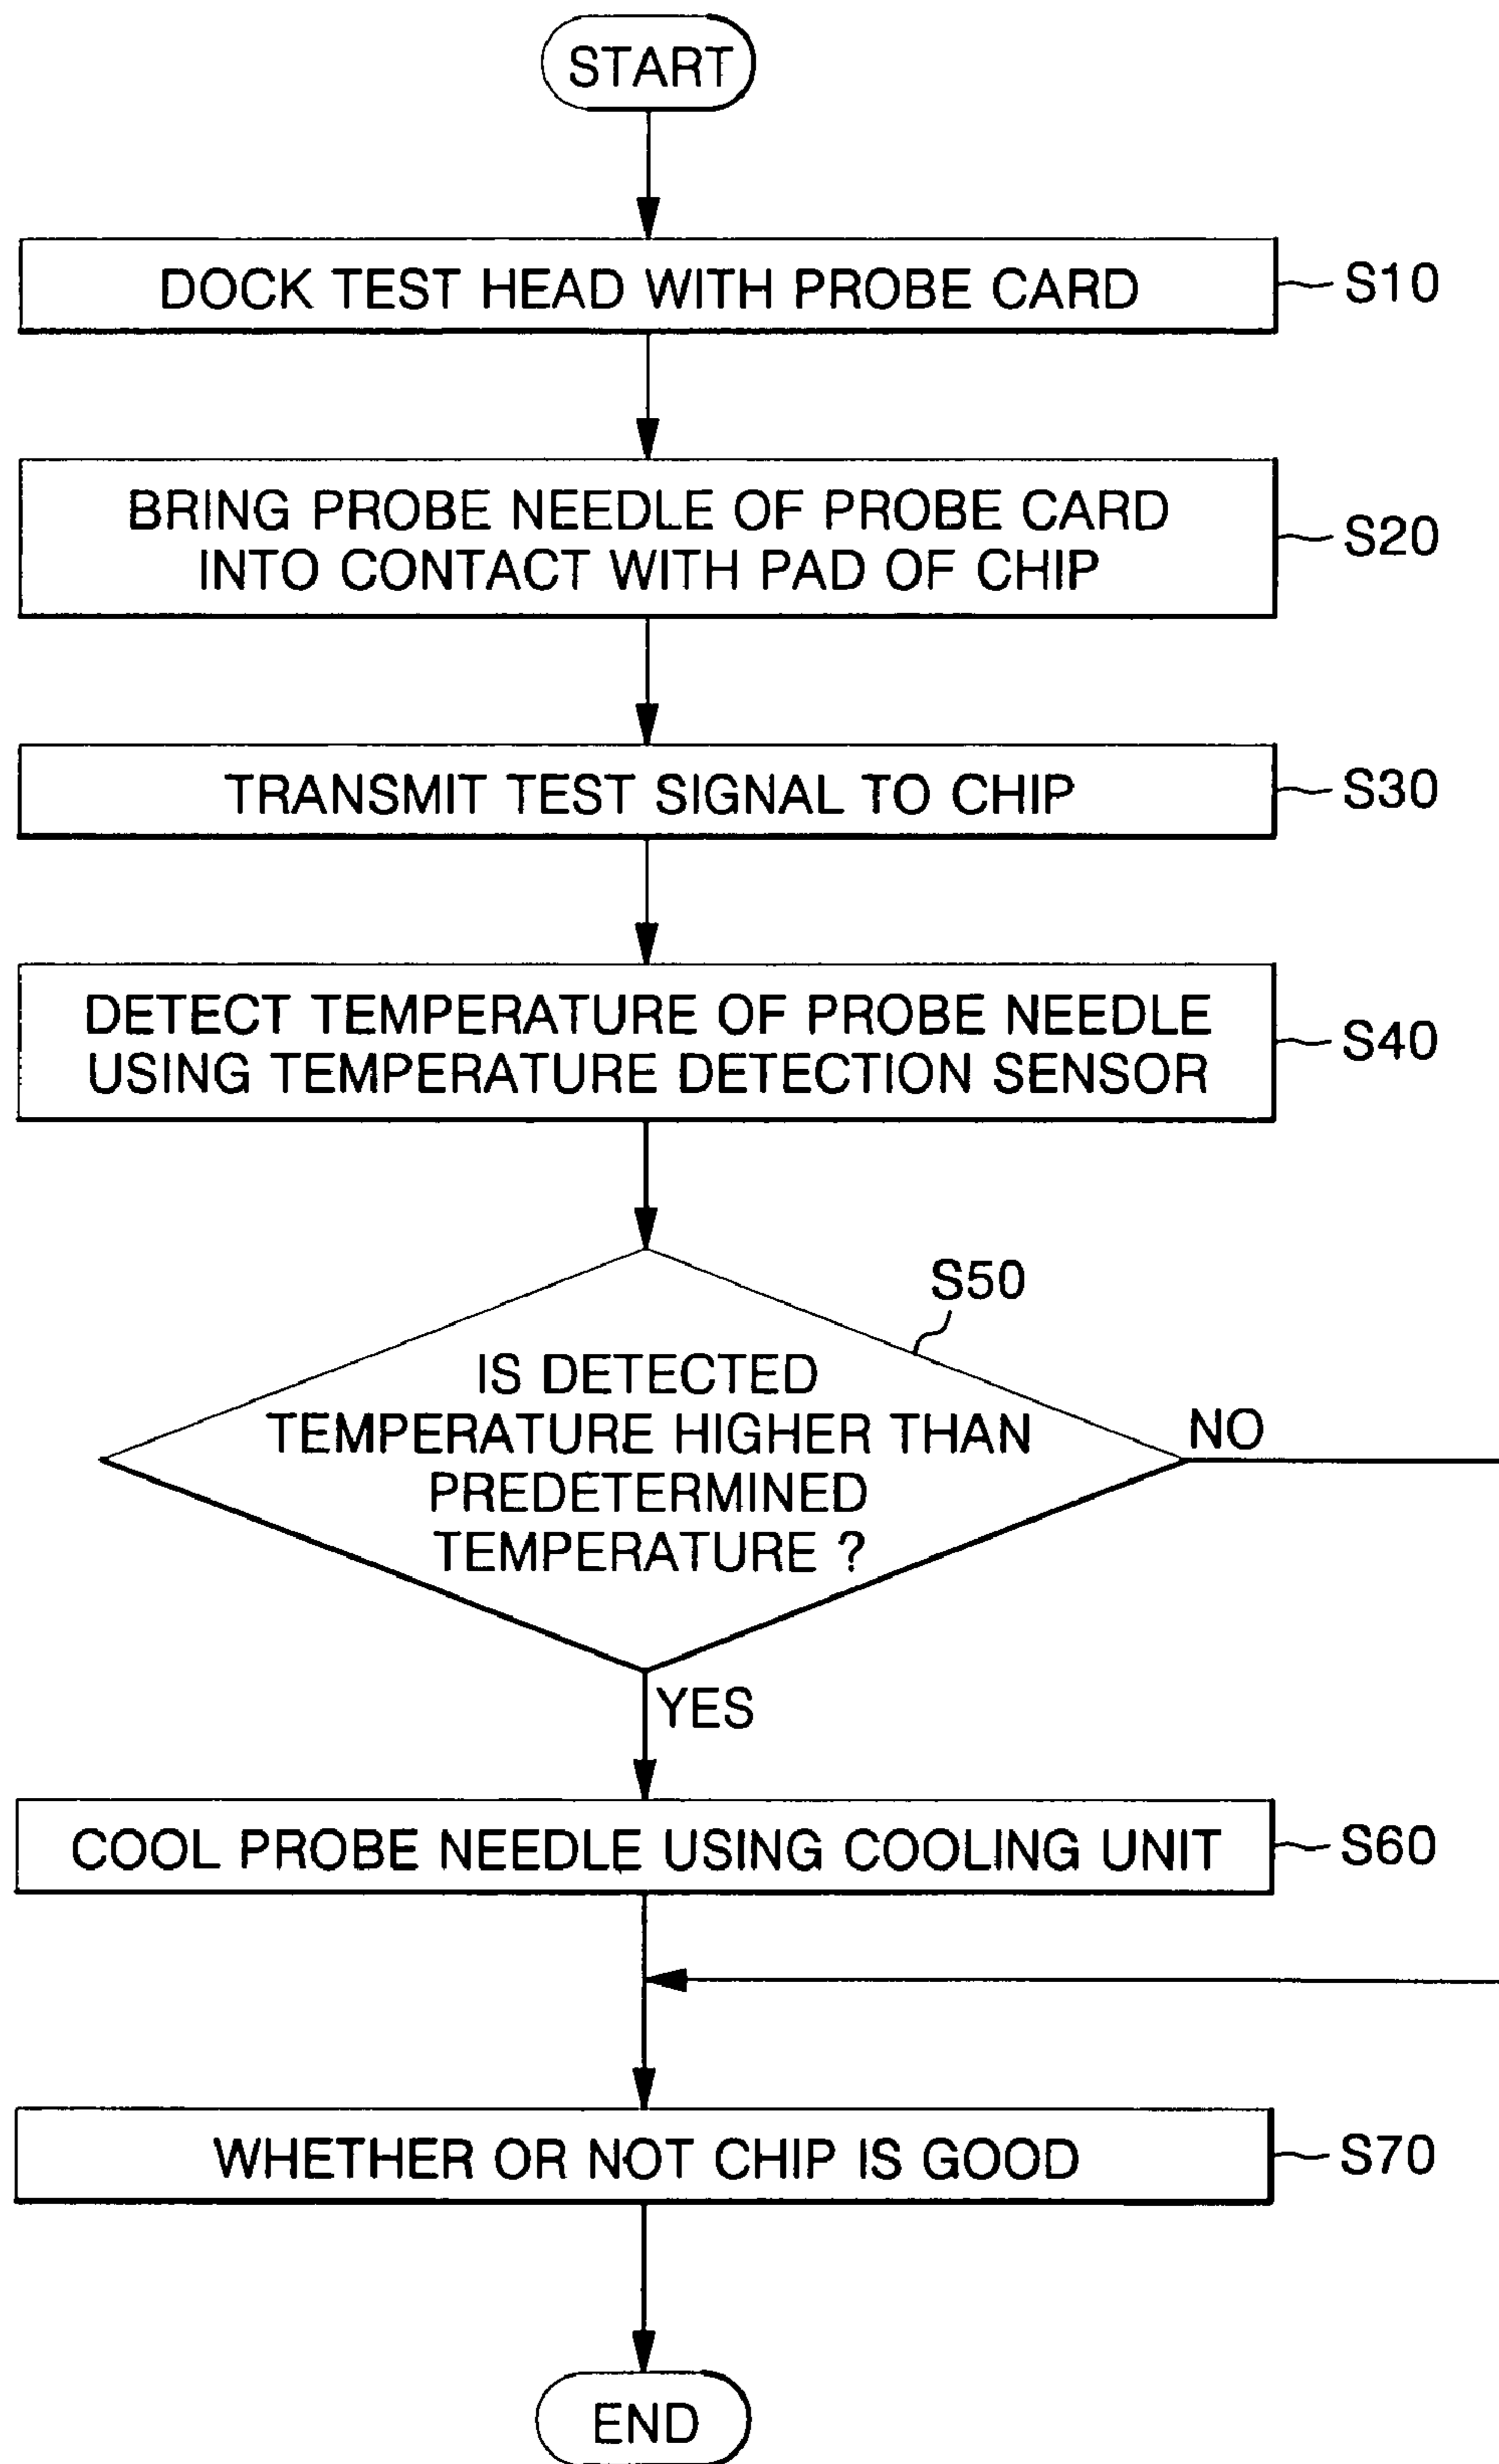 START
DOCK TEST HEAD WITH PROBE CARD
S10
BRING PROBE NEEDLE OF PROBE CARD
INTO CONTACT WITH PAD OF CHIP
S20
TRANSMIT TEST SIGNAL TO CHIP
S30
DETECT TEMPERATURE OF PROBE NEEDLE
USING TEMPERATURE DETECTION SENSOR
S40
S50
IS DETECTED
TEMPERATURE HIGHER THAN
PREDETERMINED
TEMPERATURE ?
NO
YES
COOL PROBE NEEDLE USING COOLING UNIT
S60
WHETHER OR NOT CHIP IS GOOD
S70
END